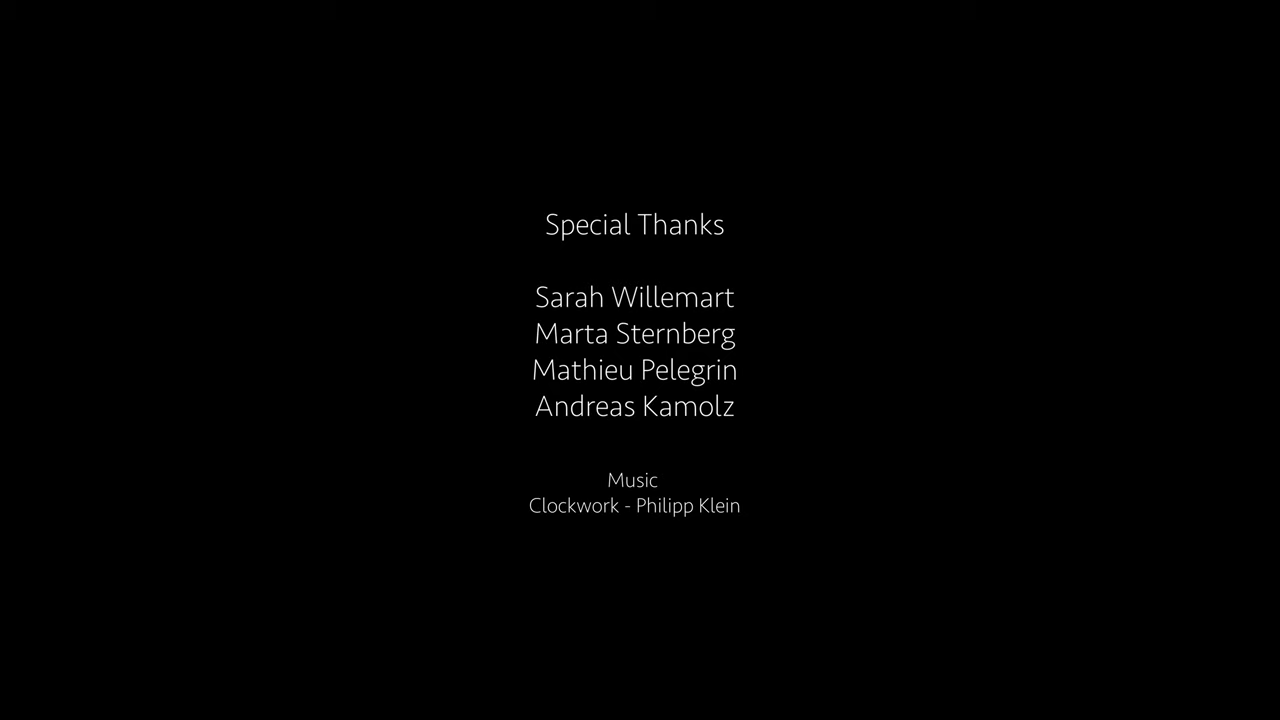 Special Thanks
Sarah Willemart
Marta Sternberg
Mathieu Pelegrin
Andreas Kamolz
Music
Clockwork - Philipp Klein